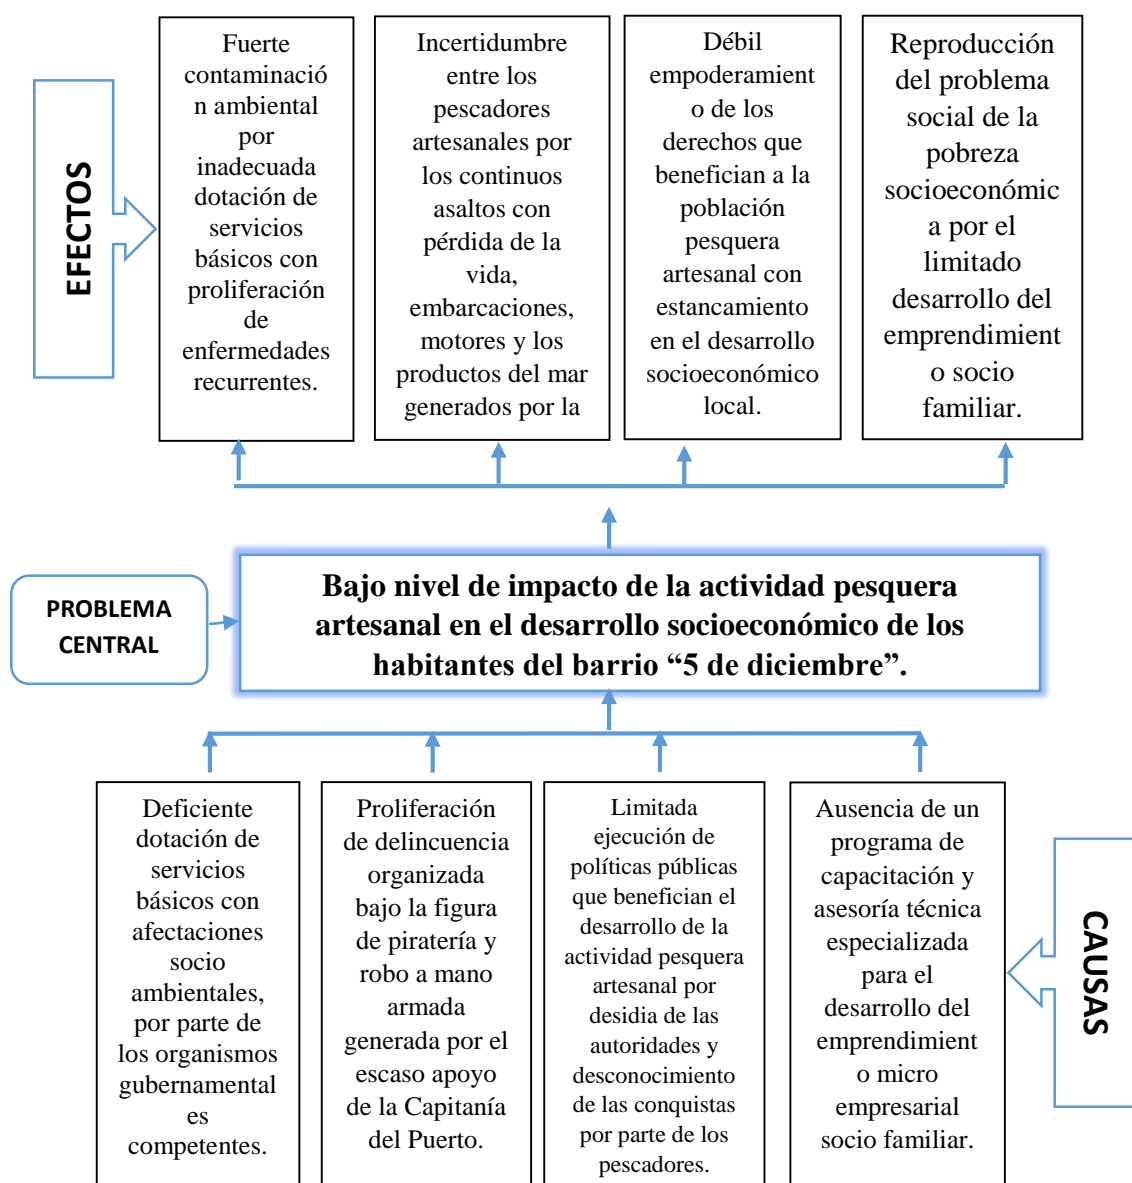 EFECTOS
Fuerte
contaminació
n ambiental
por
inadecuada
dotación de
servicios
básicos con
proliferación
de
enfermedades
recurrentes.
Incertidumbre
entre los
pescadores
artesanales por
los continuos
asaltos con
pérdida de la
vida,
embarcaciones,
motores y los
productos del mar
generados por la
Débil
empoderamient
o de los
derechos que
benefician a la
población
pesquera
artesanal con
estancamiento
en el desarrollo
socioeconómico
local.
Reproducción
del problema
social de la
pobreza
socioeconómic
a por el
limitado
desarrollo del
emprendimient
o socio
familiar.
PROBLEMA
CENTRAL
Bajo nivel de impacto de la actividad pesquera
artesanal en el desarrollo socioeconómico de los
habitantes del barrio “5 de diciembre”.
Deficiente
dotación de
servicios
básicos con
afectaciones
socio
ambientales,
por parte de
los organismos
gubernamental
es
competentes.
Proliferación
de delincuencia
organizada
bajo la figura
de piratería y
robo a mano
armada
generada por el
escaso apoyo
de la Capitanía
del Puerto.
Limitada
ejecución de
políticas públicas
que benefician el
desarrollo de la
actividad pesquera
artesanal por
desidia de las
autoridades y
desconocimiento
de las conquistas
por parte de los
pescadores.
Ausencia de un
programa de
capacitación y
asesoría técnica
especializada
para el
desarrollo del
emprendimient
o micro
empresarial
socio familiar.
CAUSAS